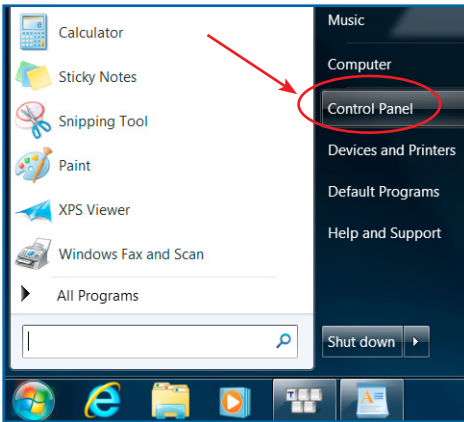 Calculator
Sticky Notes
Snipping Tool
Paint
XPS Viewer
Windows Fax and Scan
All Programs
Music
Computer
Control Panel
Devices and Printers
Default Programs
Help and Support
Shut down